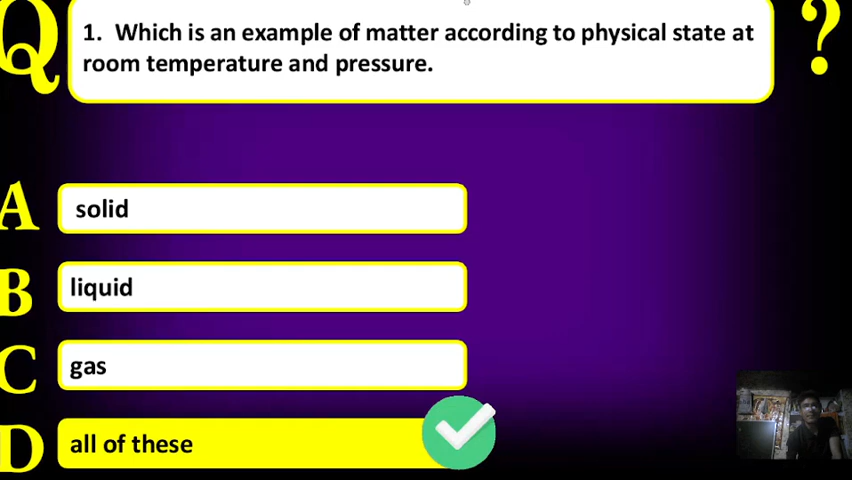 Q
1. Which is an example of matter according to physical state at
room temperature and pressure.
?
A
solid
B
liquid
C
gas
D
all of these